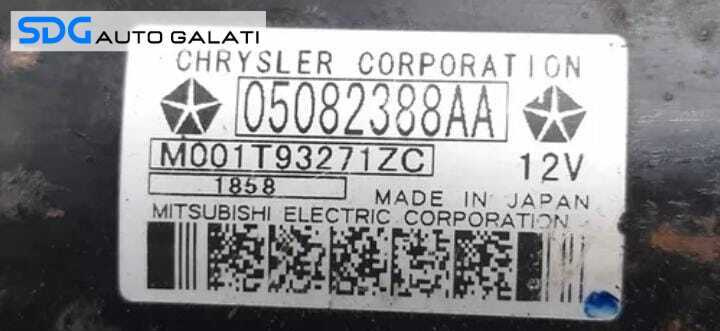 SDG AUTO GALATI
CHRYSLER CORPORATION
05082388AA
M001T93271ZC 12V
1858
MADE IN JAPAN
MITSUBISHI ELECTRIC CORPORATION